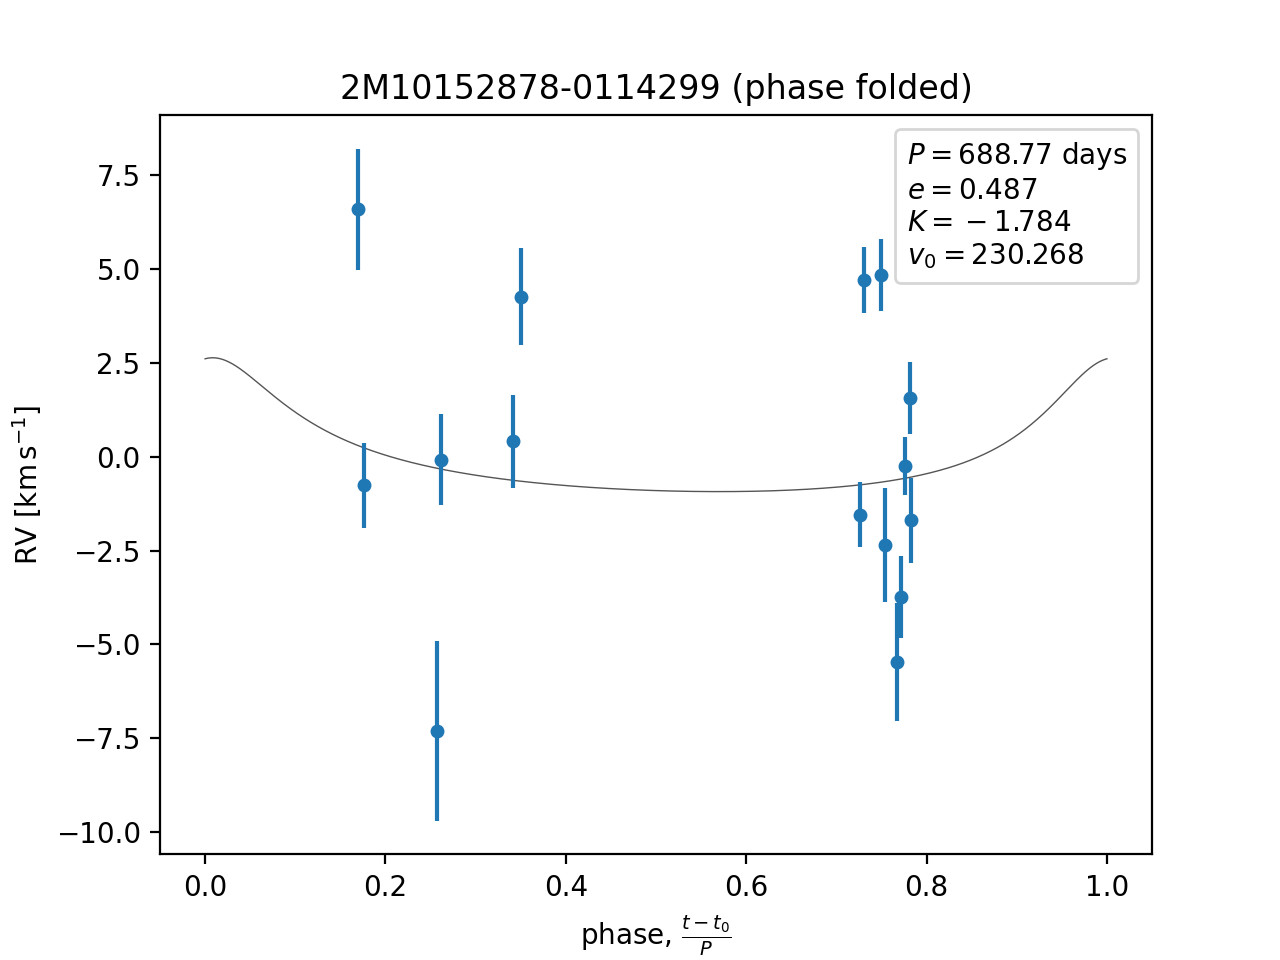 2M10152878-0114299 (phase folded)
P = 688.77 days
e = 0.487
K = −1.784
v₀ = 230.268
RV [km s⁻¹]
7.5
5.0
2.5
0.0
−2.5
−5.0
−7.5
−10.0
0.0 0.2 0.4 0.6 0.8 1.0
phase, (t − t₀)/P